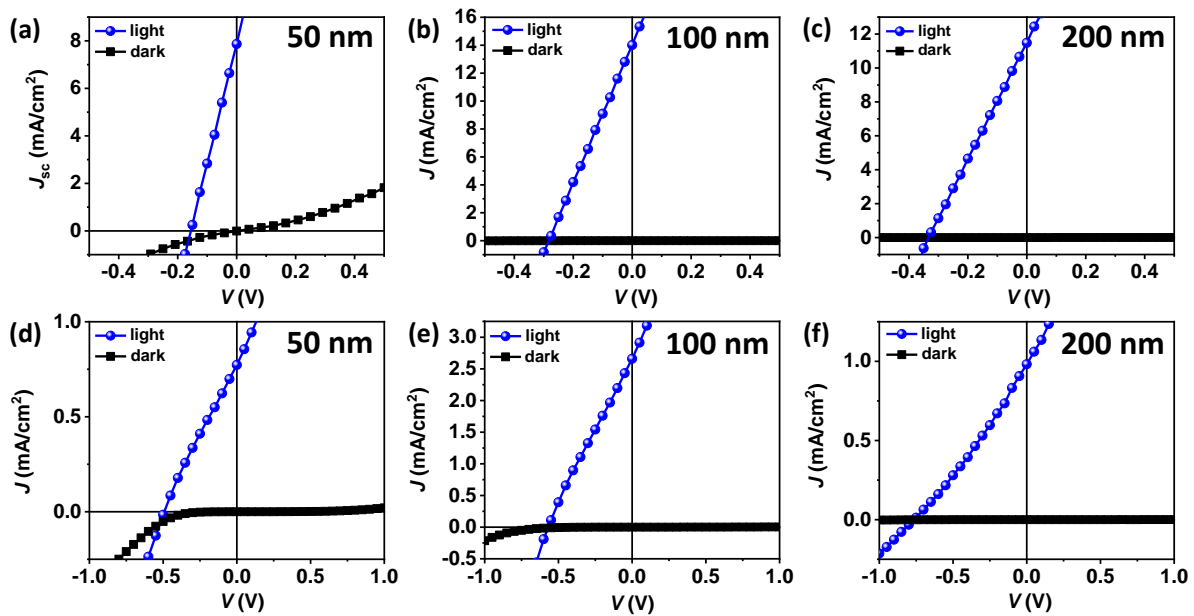 (a)
light
dark
50 nm
8
6
4
2
0
Jsc (mA/cm²)
-0.4 -0.2 0.0 0.2 0.4
V (V)
(b)
light
dark
100 nm
16
14
12
10
8
6
4
2
0
J (mA/cm²)
-0.4 -0.2 0.0 0.2 0.4
V (V)
(c)
light
dark
200 nm
12
10
8
6
4
2
0
J (mA/cm²)
-0.4 -0.2 0.0 0.2 0.4
V (V)
(d)
light
dark
50 nm
1.0
0.5
0.0
J (mA/cm²)
-1.0 -0.5 0.0 0.5 1.0
V (V)
(e)
light
dark
100 nm
3.0
2.5
2.0
1.5
1.0
0.5
0.0
-0.5
J (mA/cm²)
-1.0 -0.5 0.0 0.5 1.0
V (V)
(f)
light
dark
200 nm
1.0
0.5
0.0
J (mA/cm²)
-1.0 -0.5 0.0 0.5 1.0
V (V)